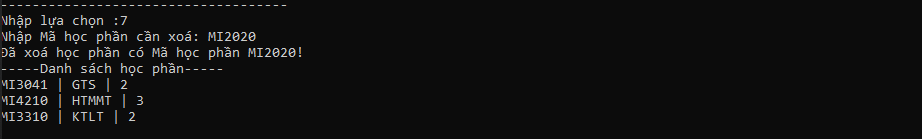 ------------------------------------
Nhập lựa chọn :7
Nhập Mã học phần cần xoá: MI2020
Đã xoá học phần có Mã học phần MI2020!
-----Danh sách học phần-----
MI3041 | GTS | 2
MI4210 | HTMMT | 3
MI3310 | KTLT | 2